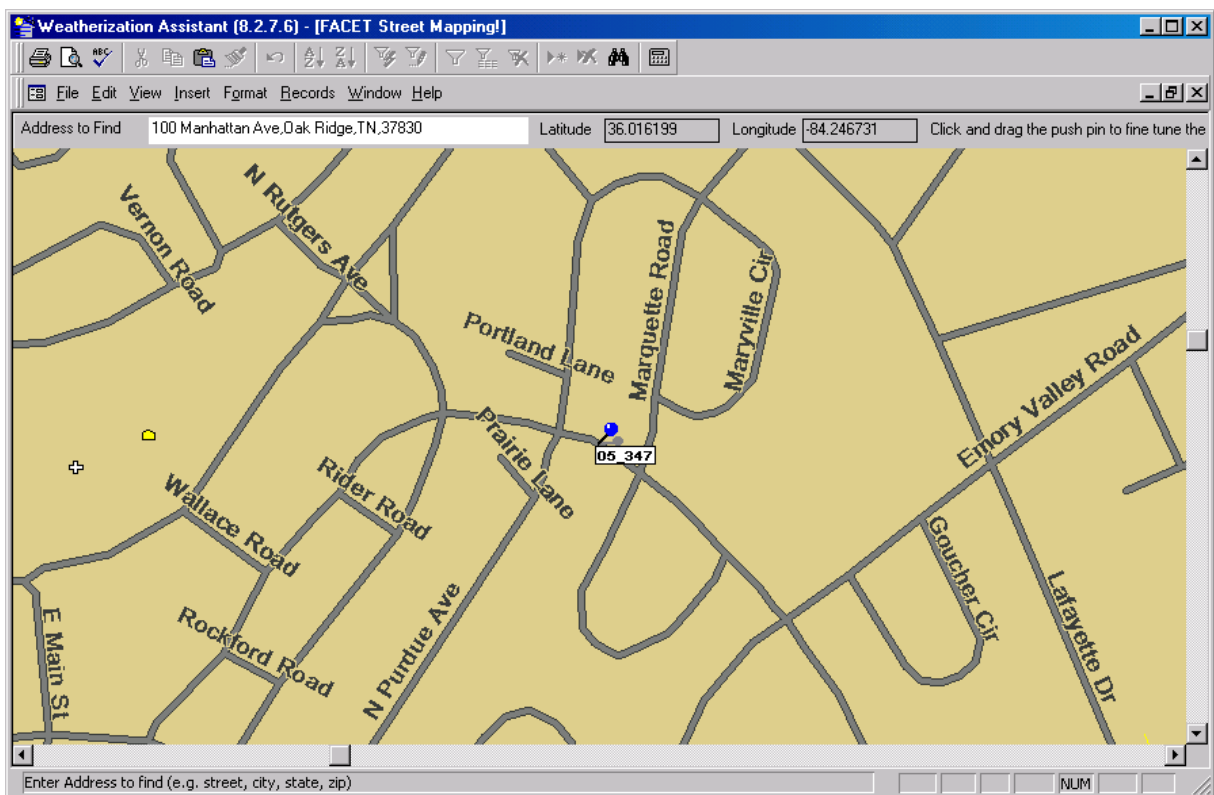 Weatherization Assistant (8.2.7.6) - [FACET Street Mapping!]
File Edit View Insert Format Records Window Help
Address to Find 100 Manhattan Ave,Oak Ridge,TN,37830 Latitude 36.016199 Longitude -84.246731 Click and drag the push pin to fine tune the
N Rutgers Ave
Vernon Road
Marquette Road
Maryville Cir
Portland Lane
Emory Valley Road
Prairie Lane
05_347
Rider Road
Wallace Road
Goucher Cir
Lafayette Dr
E Main St
Rockford Road
N Purdue Ave
Enter Address to find (e.g. street, city, state, zip) NUM